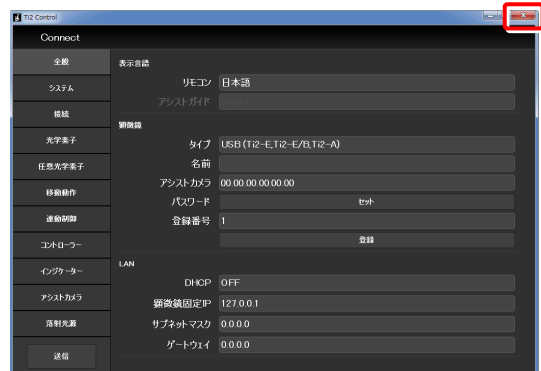 Ti2 Control
Connect
全般
システム
接続
光学素子
任意光学素子
移動動作
連動制御
コントローラー
インジケーター
アシストカメラ
落射光源
送信
表示言語
リモコン 日本語
アシストガイド English
顕微鏡
タイプ USB (Ti2-E,Ti2-E/B,Ti2-A)
名前
アシストカメラ 00.00.00.00.00.00
パスワード セット
登録番号 1
登録
LAN
DHCP OFF
顕微鏡固定IP 127.0.0.1
サブネットマスク 0.0.0.0
ゲートウェイ 0.0.0.0